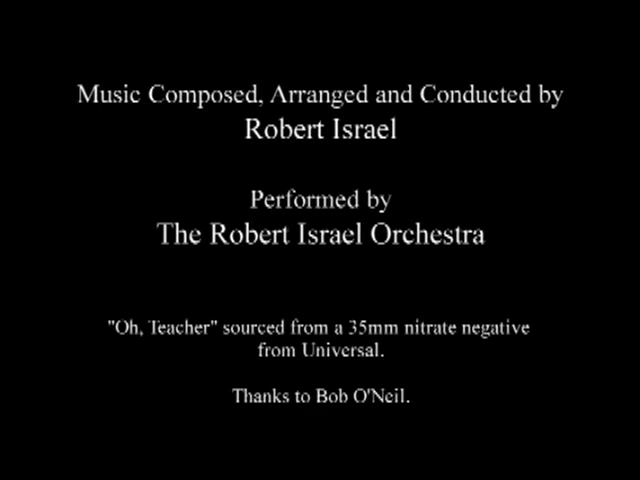 Music Composed, Arranged and Conducted by
Robert Israel
Performed by
The Robert Israel Orchestra
"Oh, Teacher" sourced from a 35mm nitrate negative
from Universal.
Thanks to Bob O'Neil.